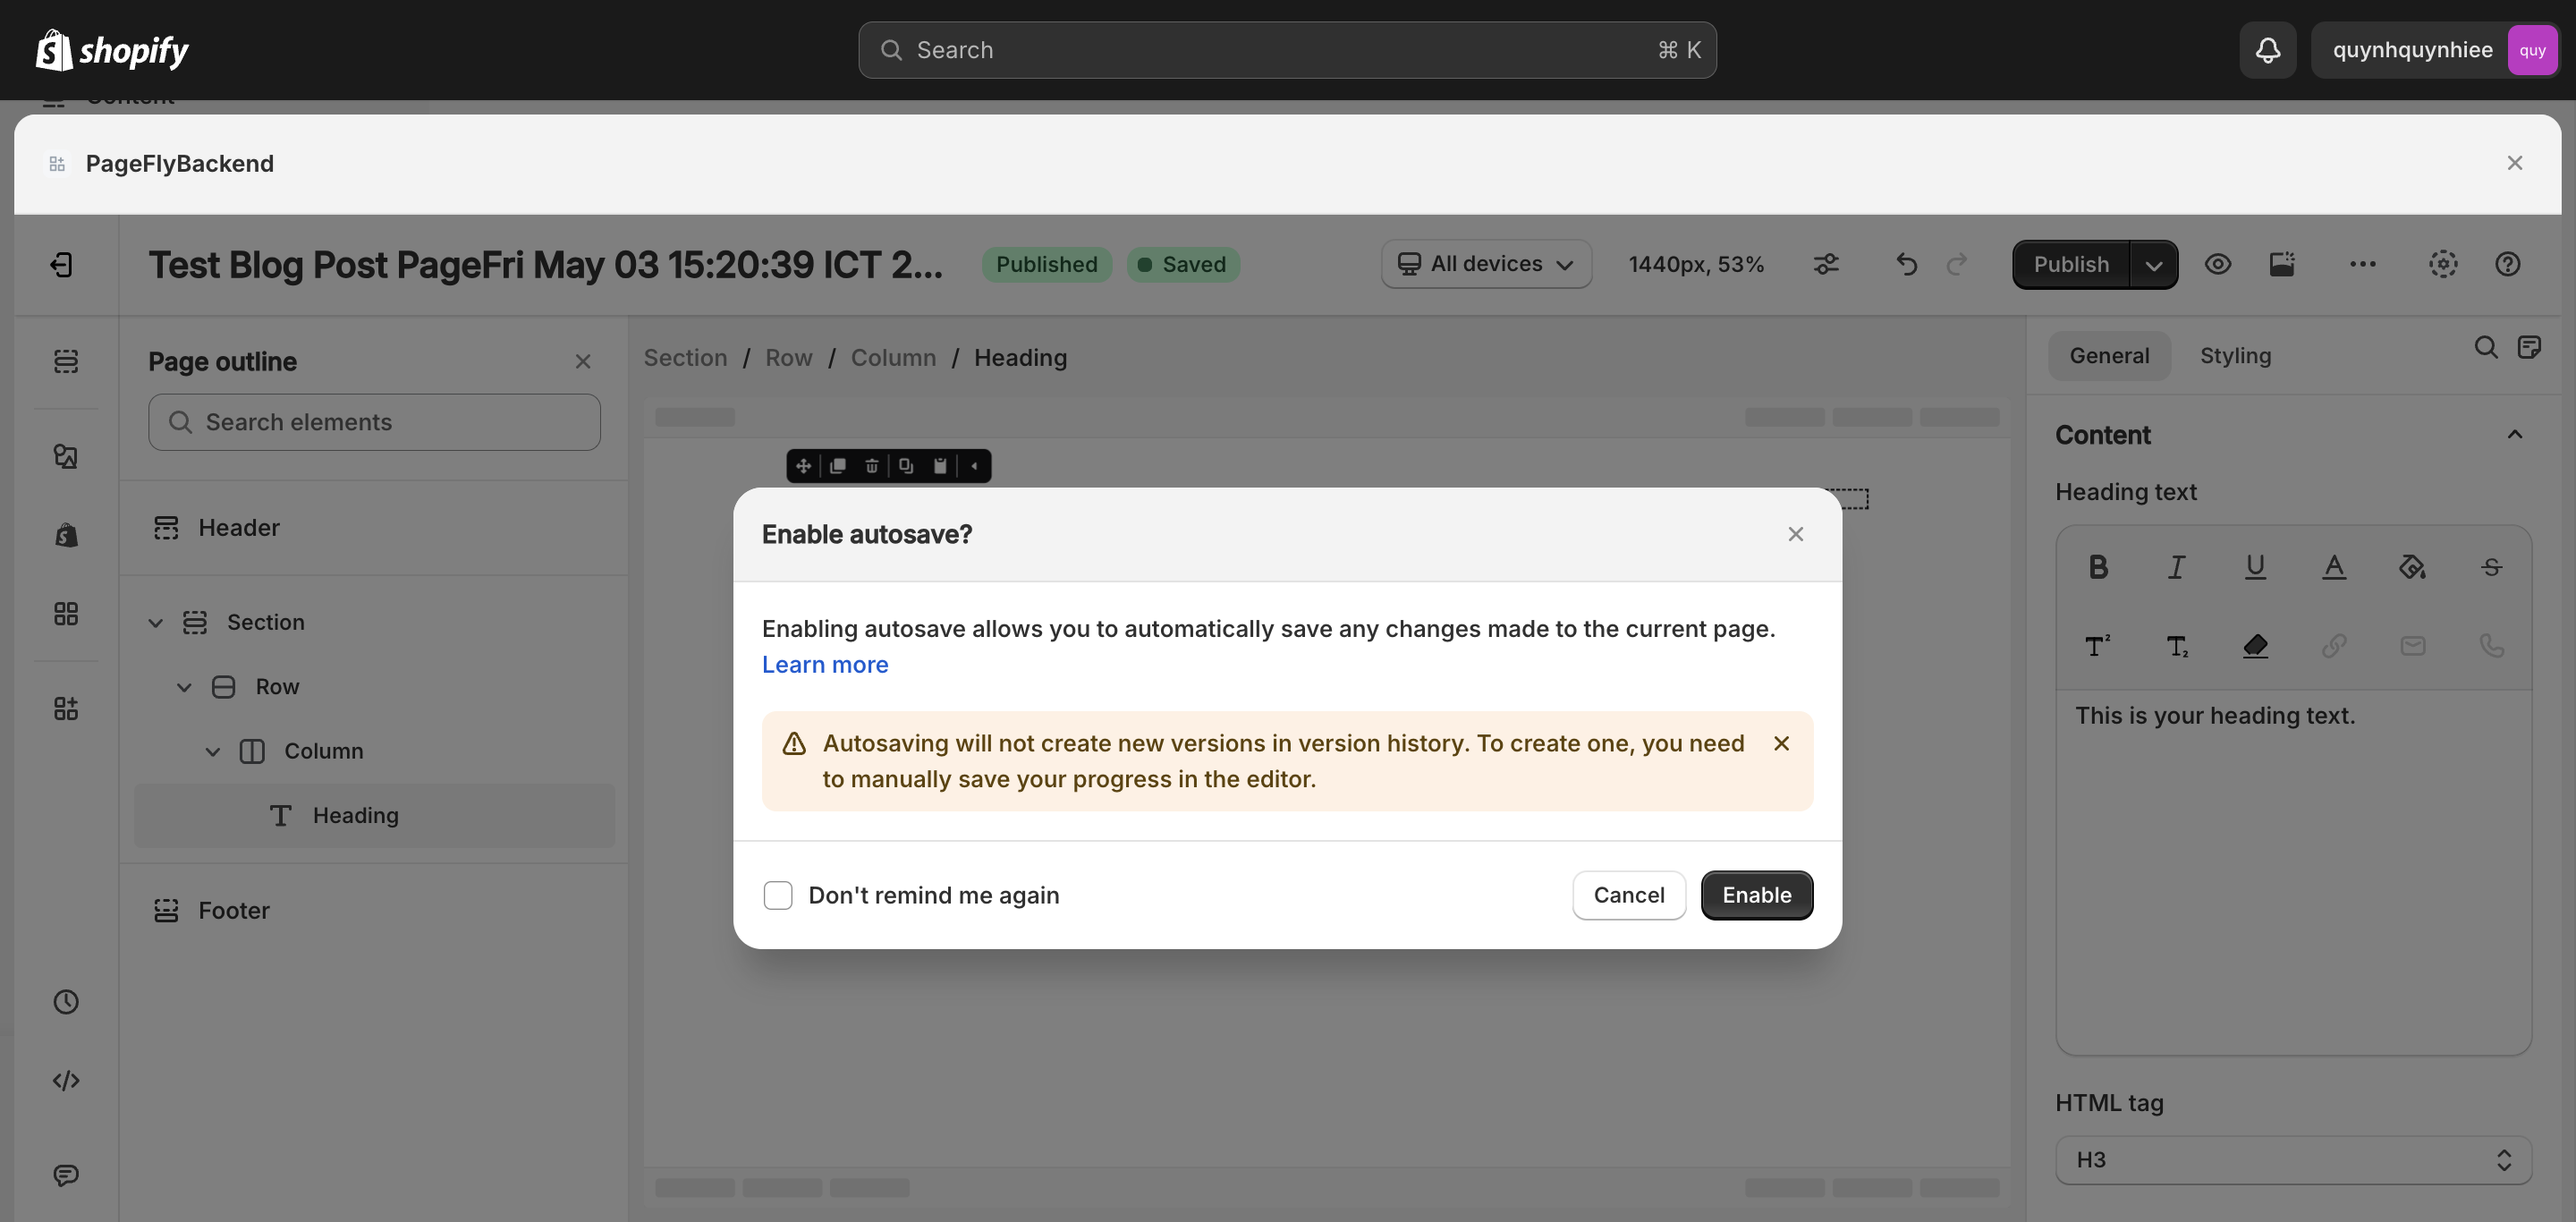 shopify
Search
⌘ K
quynhquynhiee
quy
Content
PageFlyBackend
Test Blog Post PageFri May 03 15:20:39 ICT 2...
Published
Saved
All devices
1440px, 53%
Publish
Page outline
Search elements
Header
Section
Row
Column
Heading
Footer
Section / Row / Column / Heading
Enable autosave?
Enabling autosave allows you to automatically save any changes made to the current page.
Learn more
Autosaving will not create new versions in version history. To create one, you need
to manually save your progress in the editor.
Don't remind me again
Cancel
Enable
General
Styling
Content
Heading text
This is your heading text.
HTML tag
H3